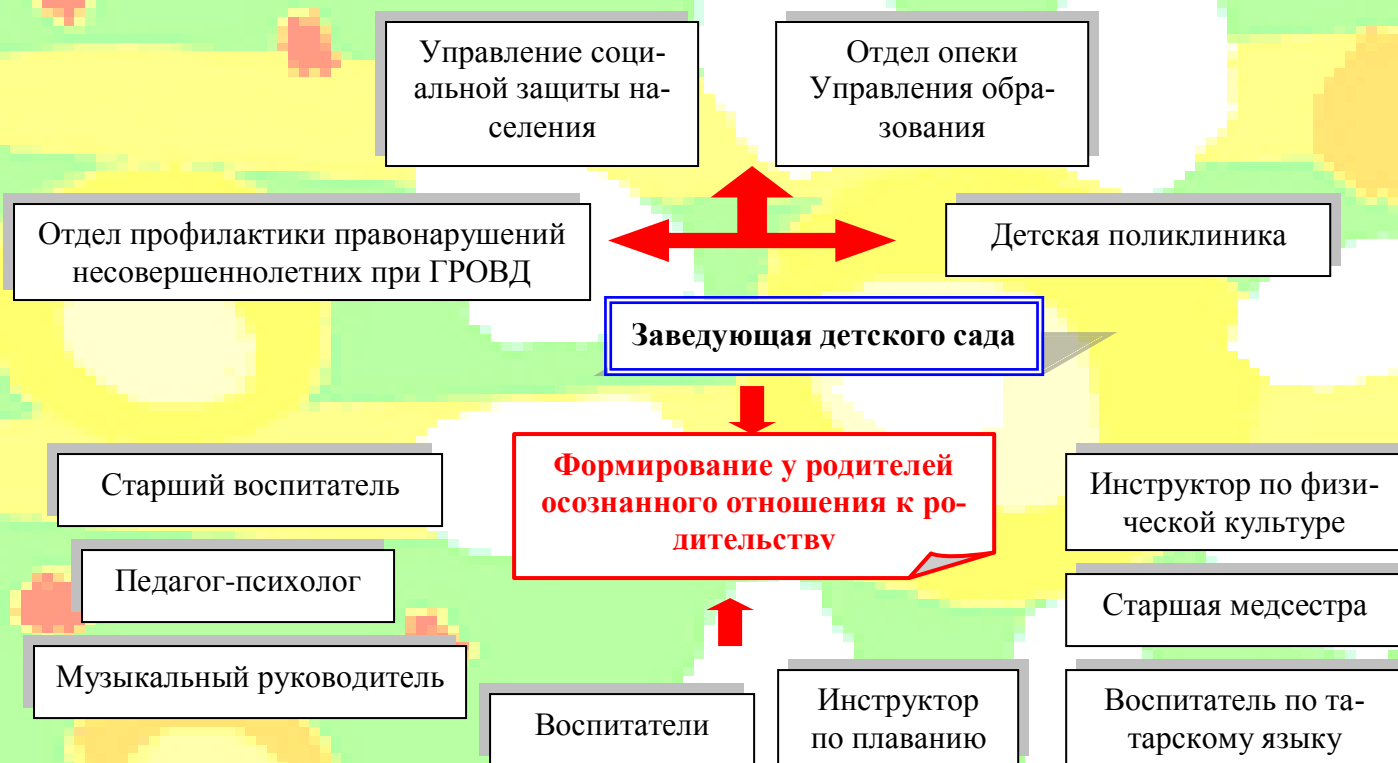 Управление соци-
альной защиты на-
селения
Отдел опеки
Управления обра-
зования
Отдел профилактики правонарушений
несовершеннолетних при ГРОВД
Детская поликлиника
Заведующая детского сада
Формирование у родителей
осознанного отношения к ро-
дительству
Старший воспитатель
Педагог-психолог
Музыкальный руководитель
Воспитатели
Инструктор
по плаванию
Инструктор по физи-
ческой культуре
Старшая медсестра
Воспитатель по та-
тарскому языку